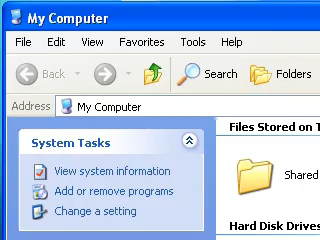 My Computer
File Edit View Favorites Tools Help
Back Search Folders
Address My Computer
System Tasks
View system information
Add or remove programs
Change a setting
Files Stored on T
Shared
Hard Disk Drives